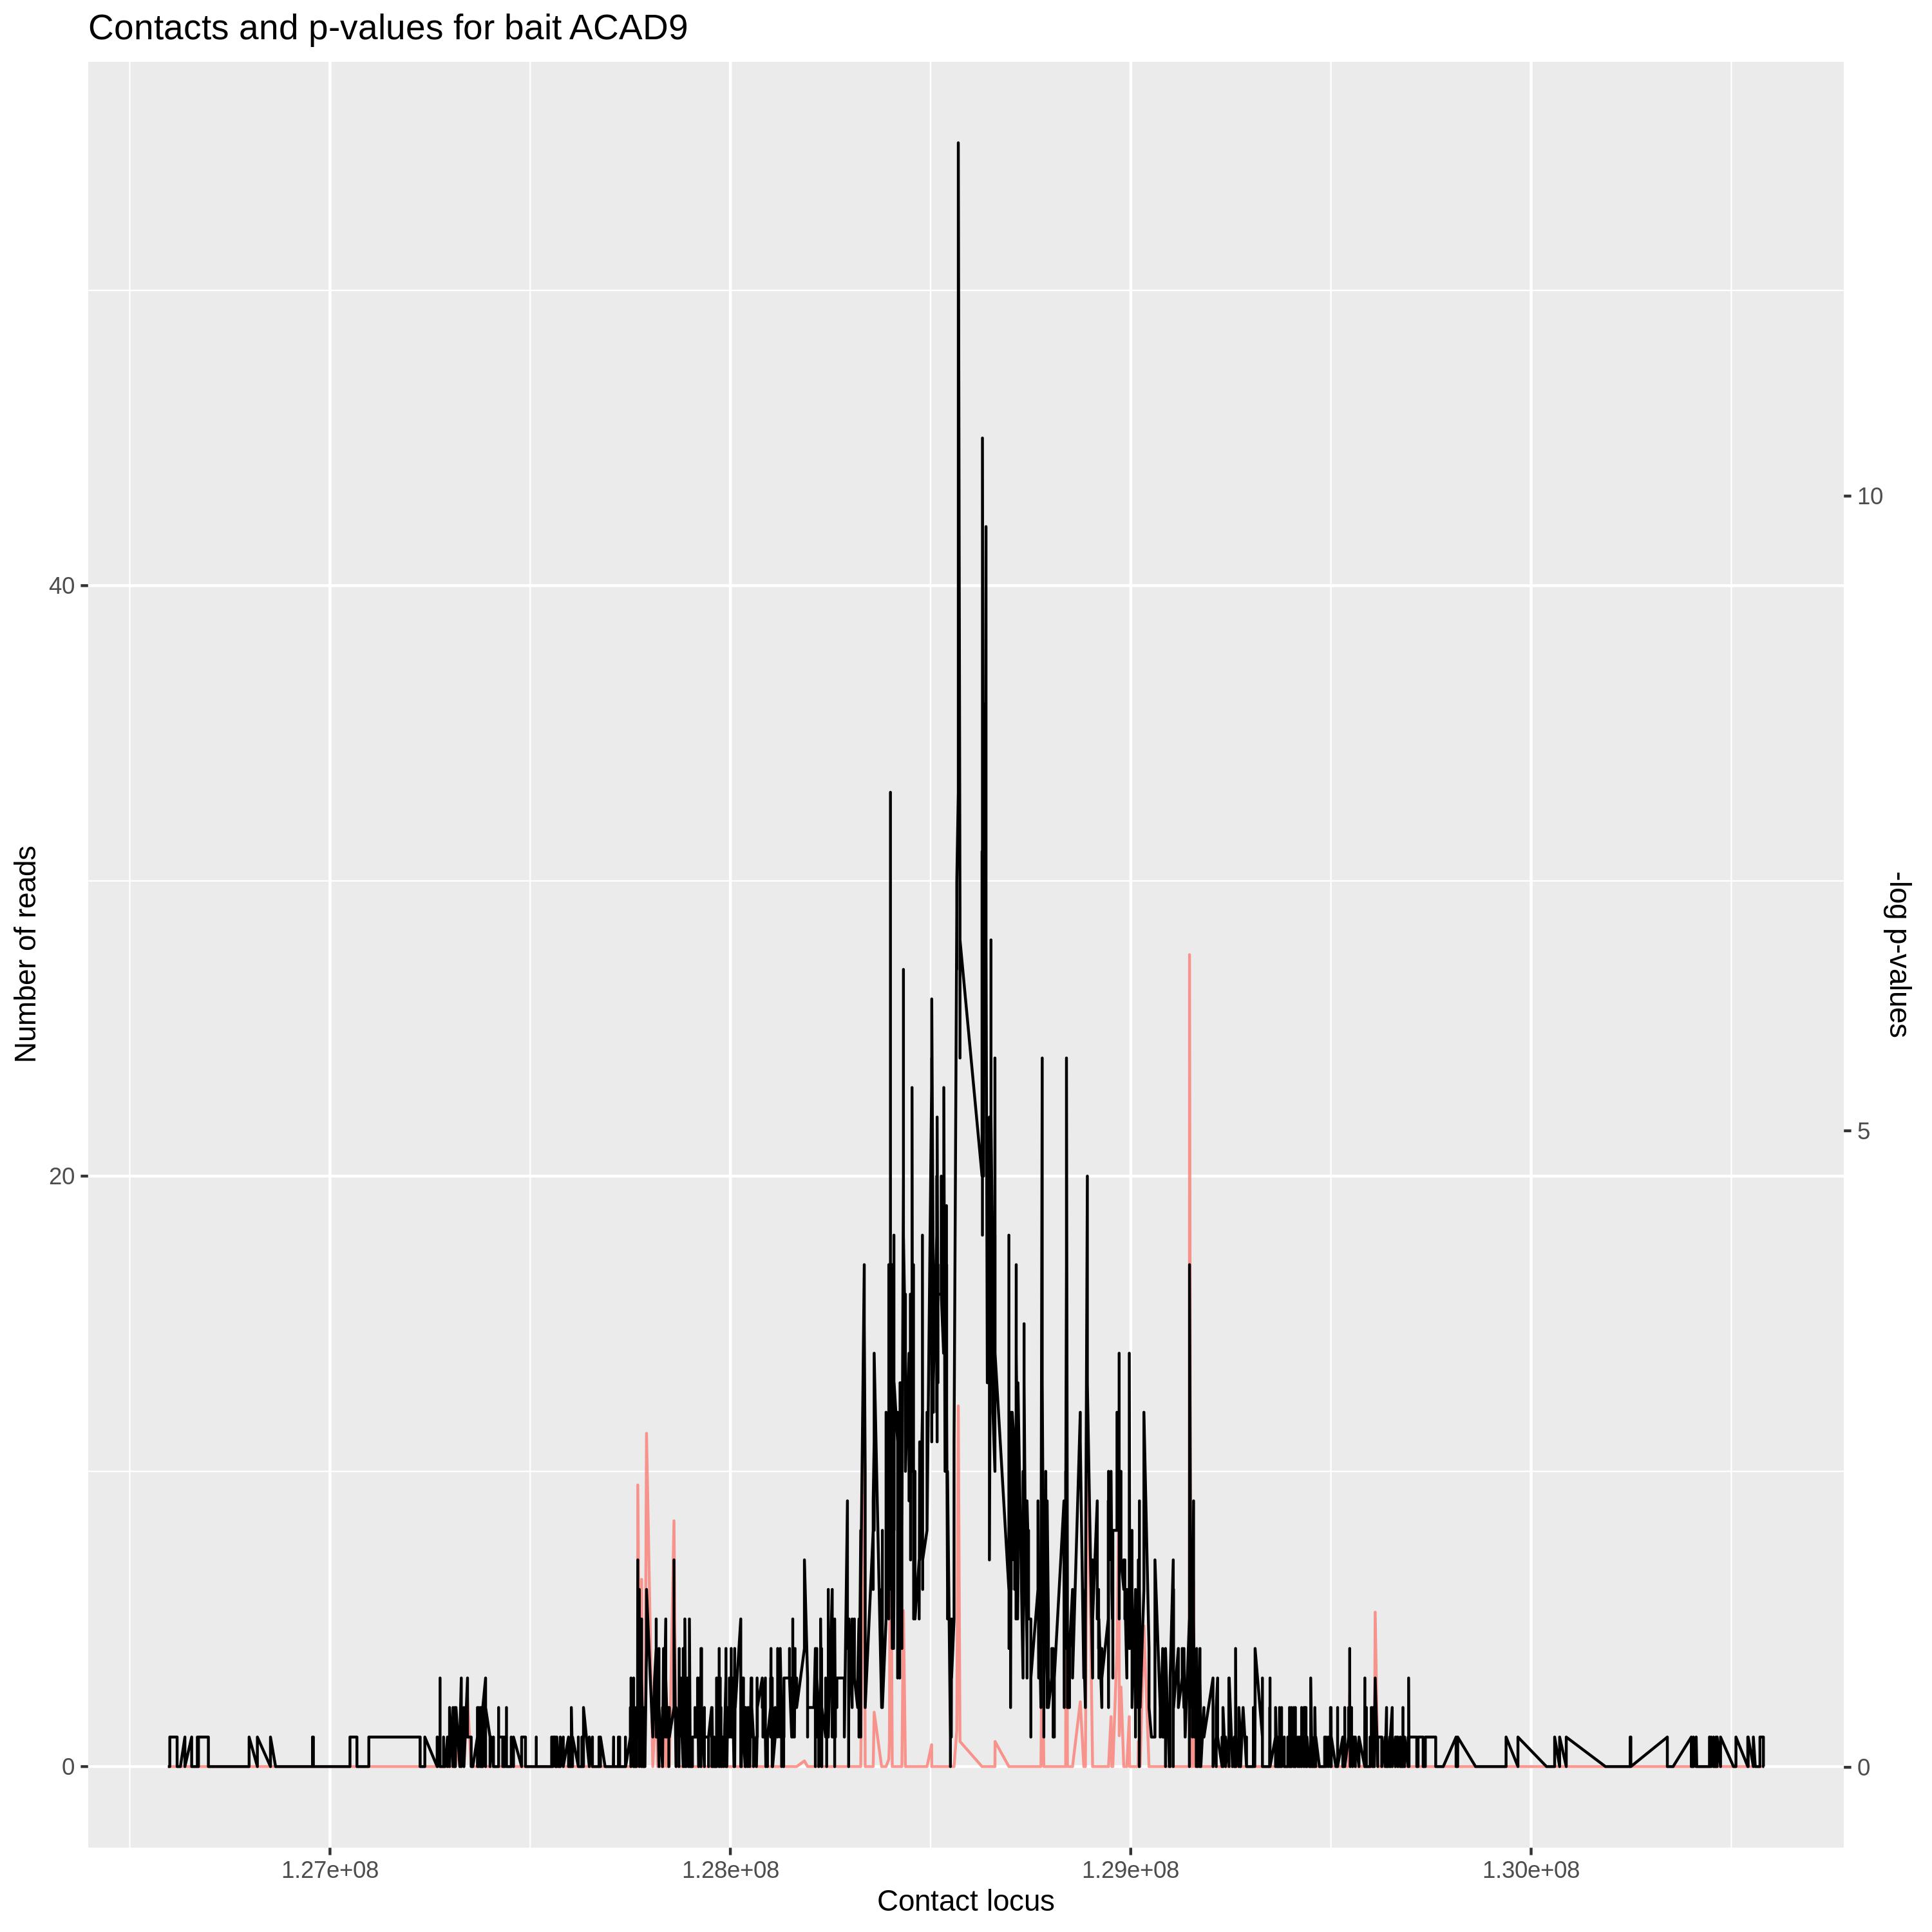 Contacts and p-values for bait ACAD9
Number of reads
40
20
0
10
5
0
-log p-values
1.27e+08
1.28e+08
1.29e+08
1.30e+08
Contact locus